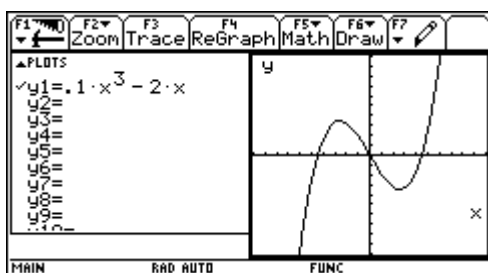 F1 F2 F3 F4 F5 F6 F7
Zoom Trace ReGraph Math Draw
▲PLOTS
✓y1=.1·x³-2·x
y2=
y3=
y4=
y5=
y6=
y7=
y8=
y9=
y
x
MAIN RAD AUTO FUNC